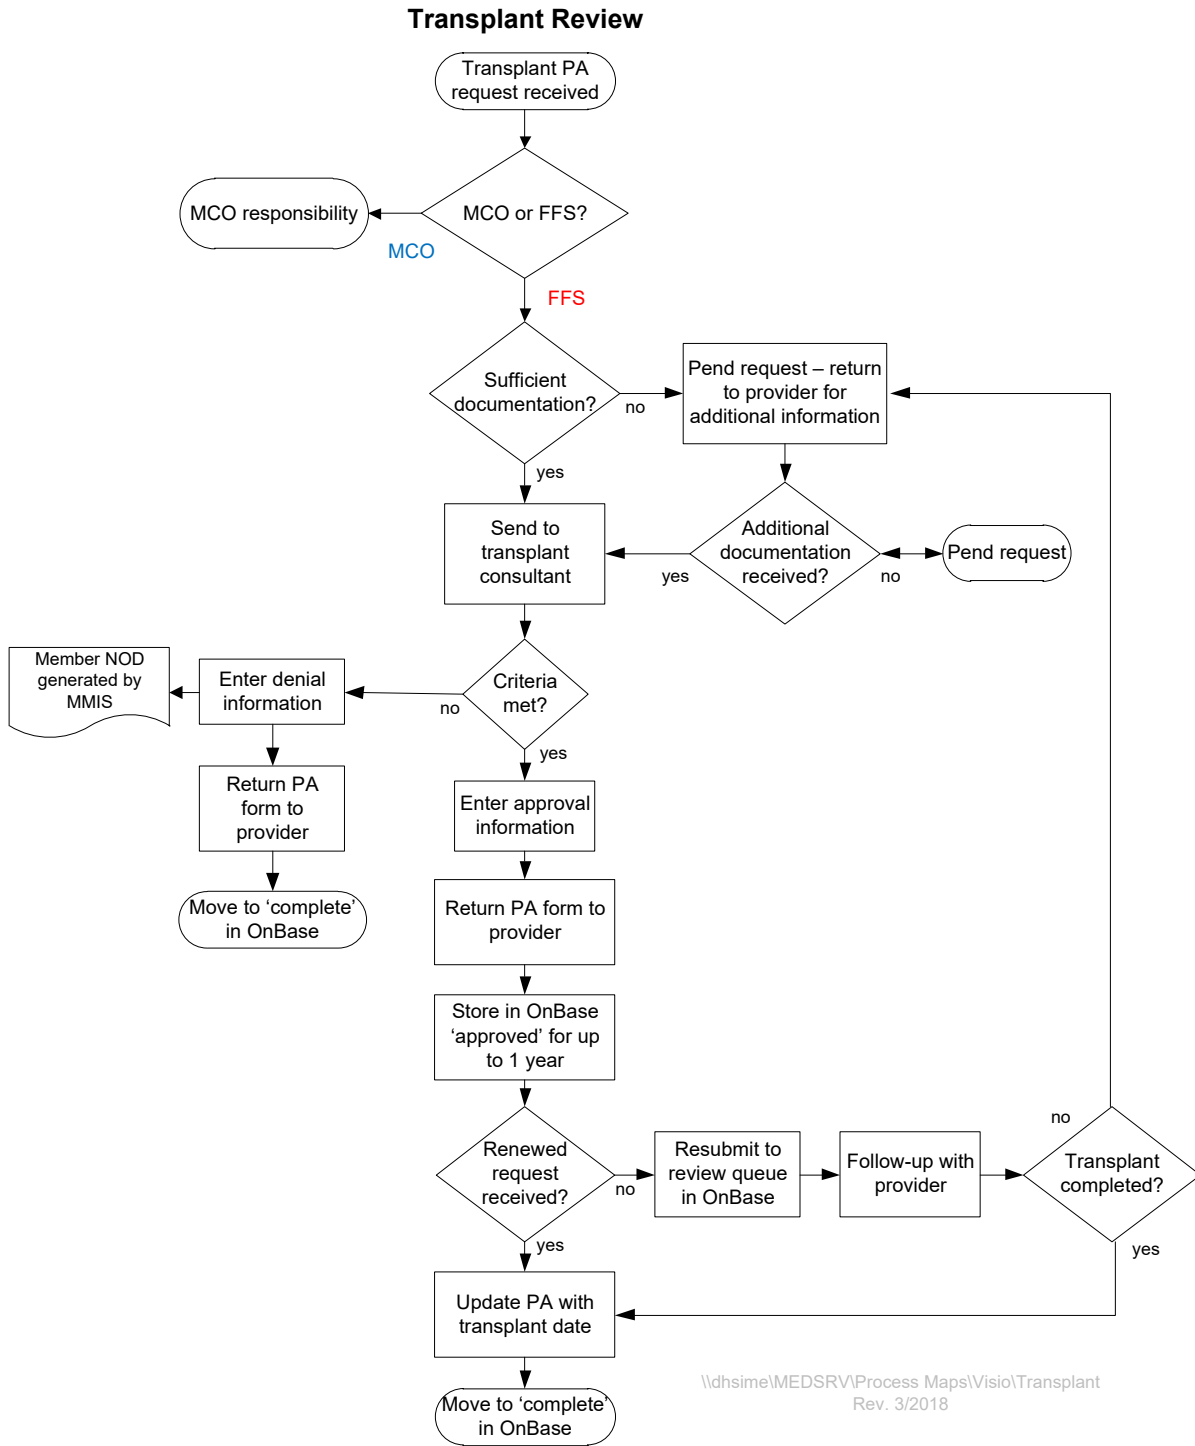 Transplant Review
Transplant PA
request received
MCO responsibility
MCO or FFS?
MCO
FFS
Sufficient
documentation?
no
yes
Pend request – return
to provider for
additional information
Send to
transplant
consultant
yes
Additional
documentation
received?
no
Pend request
Member NOD
generated by
MMIS
Enter denial
information
no
Criteria
met?
yes
Return PA
form to
provider
Enter approval
information
Move to ‘complete’
in OnBase
Return PA form to
provider
Store in OnBase
‘approved’ for up
to 1 year
Renewed
request
received?
no
yes
Resubmit to
review queue
in OnBase
Follow-up with
provider
no
Transplant
completed?
yes
Update PA with
transplant date
Move to ‘complete’
in OnBase
\\dhsime\MEDSRV\Process Maps\Visio\Transplant
Rev. 3/2018